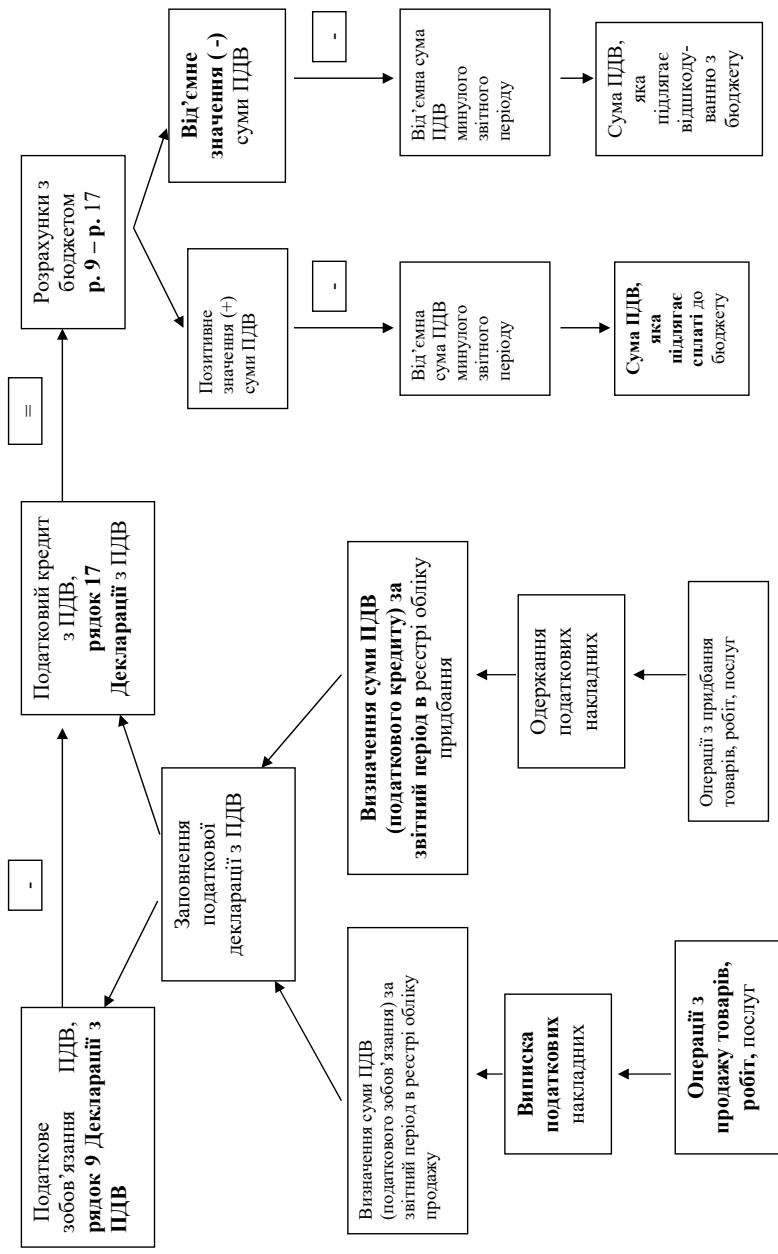 Податкове
зобов'язання ПДВ,
рядок 9 Декларації з
ПДВ
-
Податковий кредит
з ПДВ,
рядок 17
Декларації з ПДВ
=
Розрахунки з
бюджетом
р. 9 – р. 17
Заповнення
податкової
декларації з ПДВ
Позитивне
значення (+)
суми ПДВ
Від'ємне
значення ( -)
суми ПДВ
-
-
Визначення суми ПДВ
(податкового зобов'язання) за
звітний період в реєстрі обліку
продажу
Визначення суми ПДВ
(податкового кредиту) за
звітний період в реєстрі обліку
придбання
Від'ємна
сума ПДВ
минулого
звітного
періоду
Від'ємна сума
ПДВ
минулого
звітного
періоду
Виписка
податкових
накладних
Одержання
податкових
накладних
Сума ПДВ,
яка
підлягає
сплаті до
бюджету
Сума ПДВ,
яка
підлягає
відшкоду-
ванню з
бюджету
Операції з
продажу товарів,
робіт, послуг
Операції з придбання
товарів, робіт, послуг